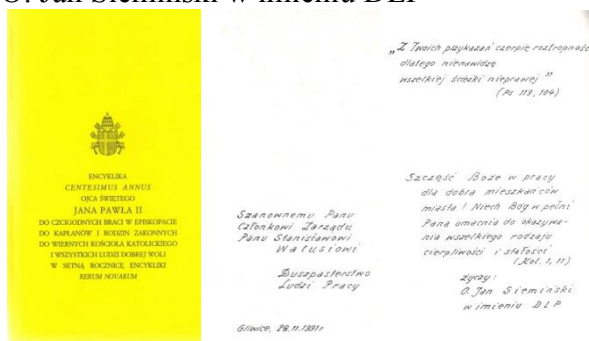 O. Jan Siemiński w imieniu DLP
ENCYKLIKA
CENTESIMUS ANNUS
OJCA ŚWIĘTEGO
JANA PAWŁA II
DO CZCIGODNYCH BRACI W EPISKOPACIE
DO KAPŁANÓW I RODZIN ZAKONNYCH
DO WIERNYCH KOŚCIOŁA KATOLICKIEGO
I WSZYSTKICH LUDZI DOBREJ WOLI
W SETNĄ ROCZNICĘ ENCYKLIKI
RERUM NOVARUM
Szanownemu Panu
Członkowi Zarządu
Panu Stanisławowi
Watusiowi
Duszpasterstwo
Ludzi Pracy
Gliwice, 28.11.1991r
„Z Twoich przykazań czerpię roztropność
dlatego nienawidzę
wszelkiej ścieżki nieprawej"
(Ps 119, 104)
Szczęść Boże w pracy
dla dobra mieszkańców
miasta! Niech Bóg w pełni
Pana umacnia do okazywa-
nia wszelkiego rodzaju
cierpliwości i stałości
(Kol. 1, 11)
życzy:
O. Jan Siemiński
w imieniu DLP